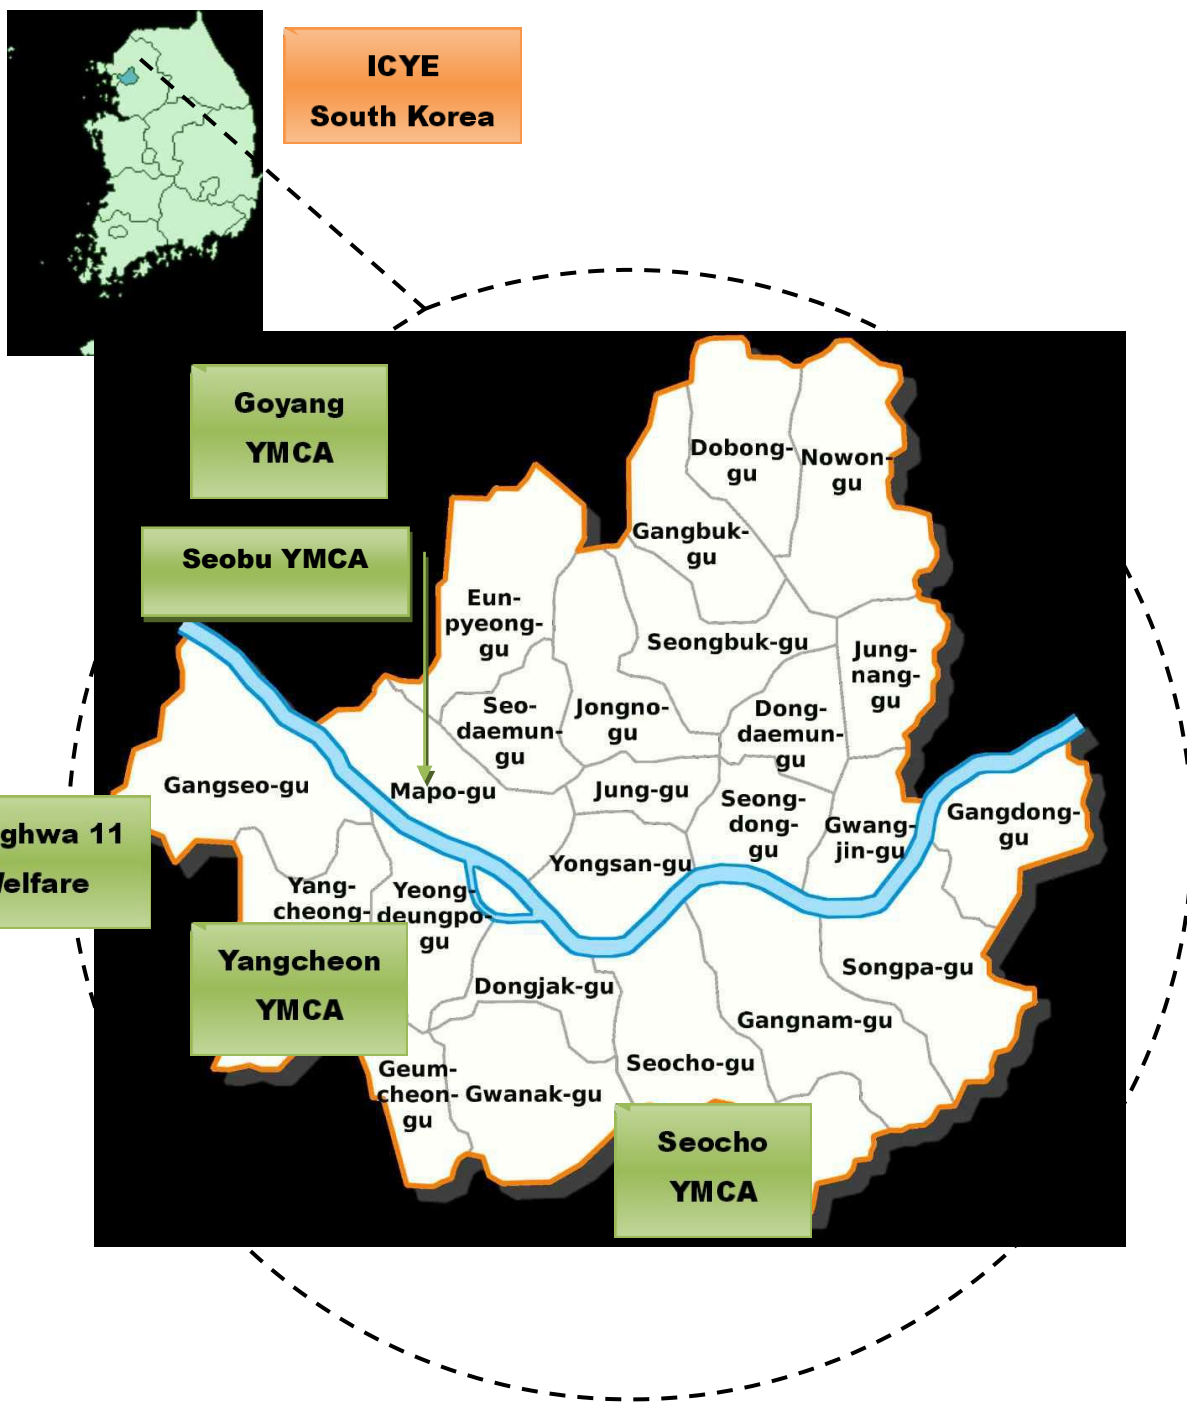 ICYE
South Korea
Goyang
YMCA
Seobu YMCA
Dobong-
gu
Nowon-
gu
Gangbuk-
gu
Eun-
pyeong-
gu
Seongbuk-gu
Jung-
nang-
gu
Seo-
daemun-
gu
Jongno-
gu
Dong-
daemun-
gu
Gangseo-gu
Mapo-gu
Jung-gu
Seong-
dong-
gu
Gwang-
jin-gu
Gangdong-
gu
ghwa 11
elfare
Yongsan-gu
Yang-
cheong-
Yeong-
deungpo-
gu
Yangcheon
YMCA
Dongjak-gu
Songpa-gu
Gangnam-gu
Seocho-gu
Geum-
cheon-
gu
Gwanak-gu
Seocho
YMCA